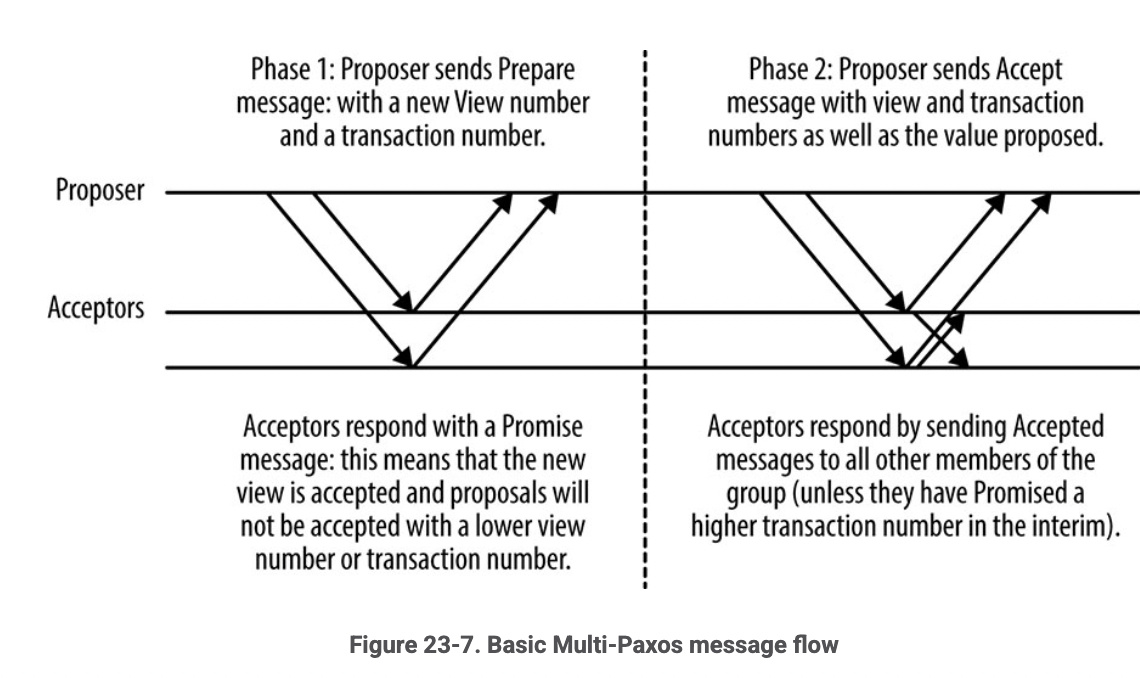 Phase 1: Proposer sends Prepare
message: with a new View number
and a transaction number.
Phase 2: Proposer sends Accept
message with view and transaction
numbers as well as the value proposed.
Proposer
Acceptors
Acceptors respond with a Promise
message: this means that the new
view is accepted and proposals will
not be accepted with a lower view
number or transaction number.
Acceptors respond by sending Accepted
messages to all other members of the
group (unless they have Promised a
higher transaction number in the interim).
Figure 23-7. Basic Multi-Paxos message flow